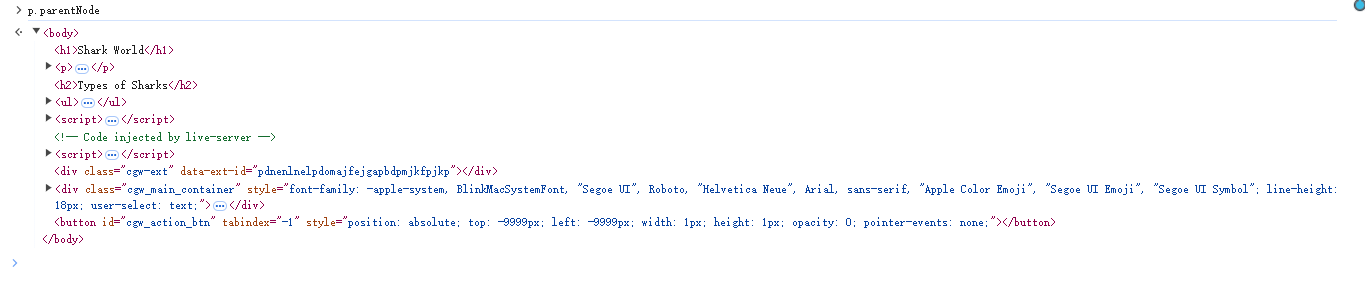 p.parentNode
<body>
<h1>Shark World</h1>
<p>…</p>
<h2>Types of Sharks</h2>
<ul>…</ul>
<script>…</script>
<!-- Code injected by live-server -->
<script>…</script>
<div class="cgw-ext" data-ext-id="pdnenlnelpdomajfejgapbdpmjkfpjkp"></div>
<div class="cgw_main_container" style="font-family: -apple-system, BlinkMacSystemFont, "Segoe UI", Roboto, "Helvetica Neue", Arial, sans-serif, "Apple Color Emoji", "Segoe UI Emoji", "Segoe UI Symbol"; line-height:
18px; user-select: text;">…</div>
<button id="cgw_action_btn" tabindex="-1" style="position: absolute; top: -9999px; left: -9999px; width: 1px; height: 1px; opacity: 0; pointer-events: none;"></button>
</body>